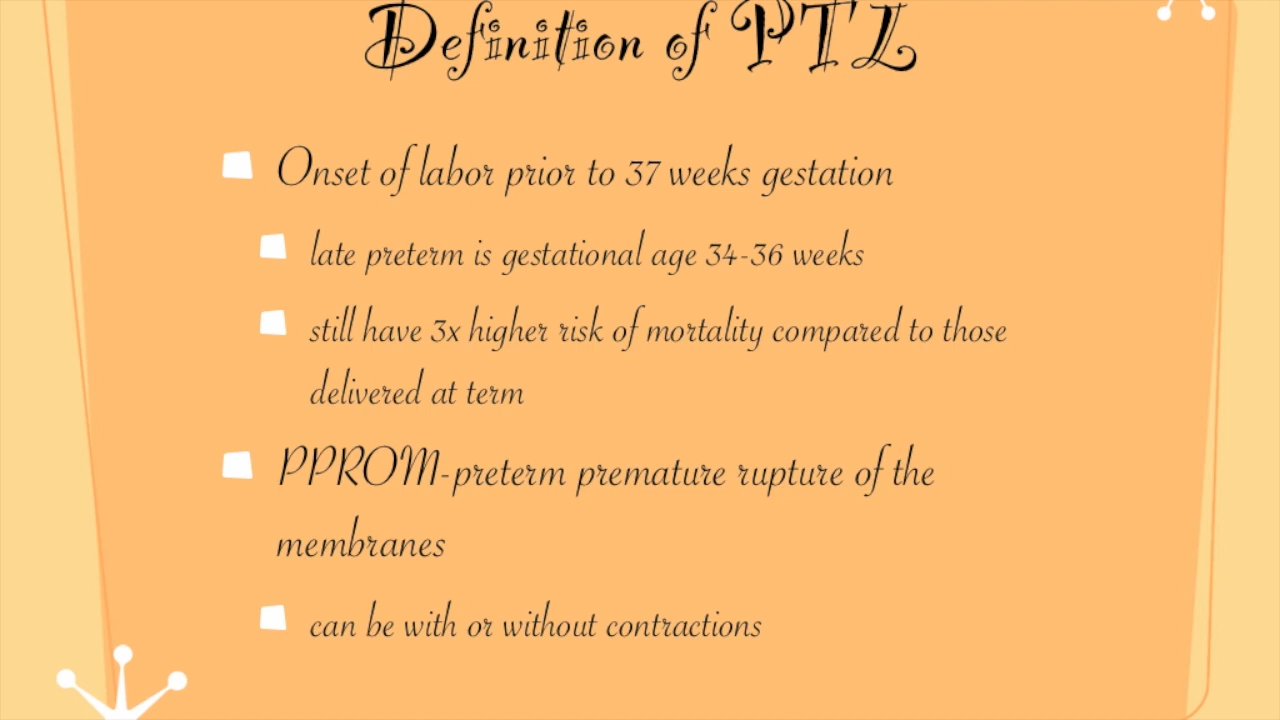 Definition of PTL
Onset of labor prior to 37 weeks gestation
late preterm is gestational age 34-36 weeks
still have 3x higher risk of mortality compared to those
delivered at term
PPROM-preterm premature rupture of the
membranes
can be with or without contractions